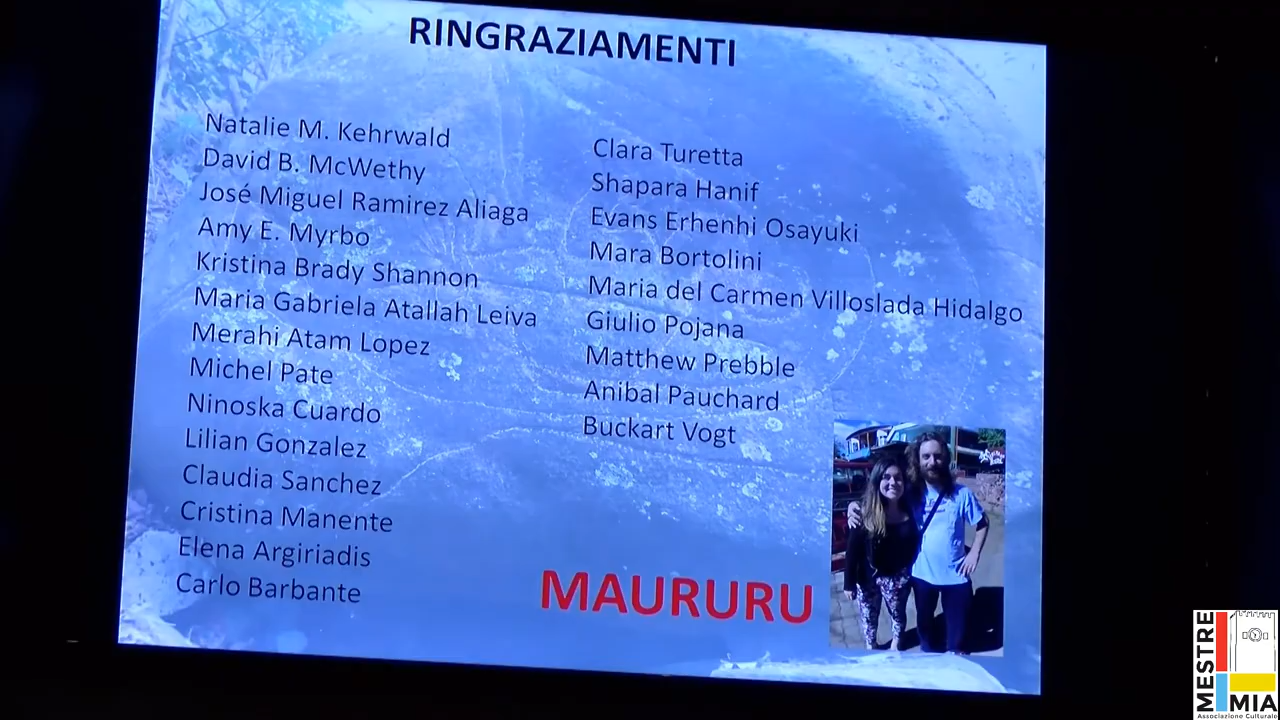 RINGRAZIAMENTI
Natalie M. Kehrwald
David B. McWethy
José Miguel Ramirez Aliaga
Amy E. Myrbo
Kristina Brady Shannon
Maria Gabriela Atallah Leiva
Merahi Atam Lopez
Michel Pate
Ninoska Cuardo
Lilian Gonzalez
Claudia Sanchez
Cristina Manente
Elena Argiriadis
Carlo Barbante
Clara Turetta
Shapara Hanif
Evans Erhenhi Osayuki
Mara Bortolini
Maria del Carmen Villoslada Hidalgo
Giulio Pojana
Matthew Prebble
Anibal Pauchard
Buckart Vogt
MAURURU
MESTRE
MIA
Associazione Culturale